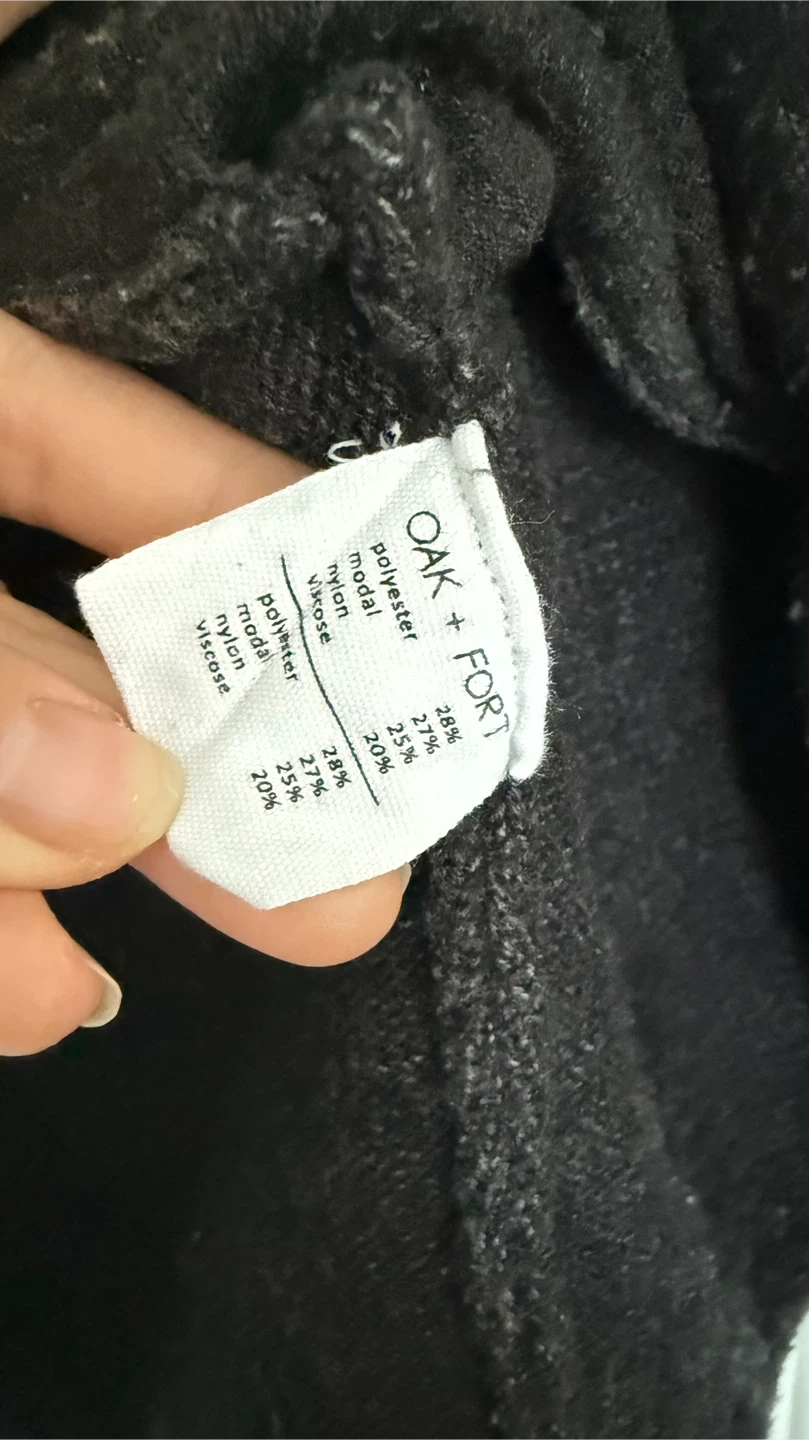 OAK + FORT
polyester 28%
modal 27%
nylon 25%
viscose 20%
polyester 28%
modal 27%
nylon 25%
viscose 20%